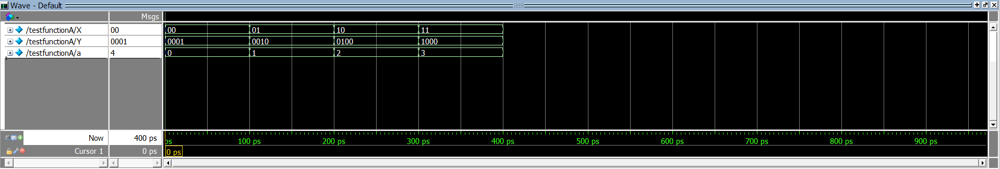 Wave - Default
Msgs
/testfunctionA/X 00 00 01 10 11
/testfunctionA/Y 0001 0001 0010 0100 1000
/testfunctionA/a 4 0 1 2 3
Now 400 ps ps 100 ps 200 ps 300 ps 400 ps 500 ps 600 ps 700 ps 800 ps 900 ps
Cursor 1 0 ps 0 ps